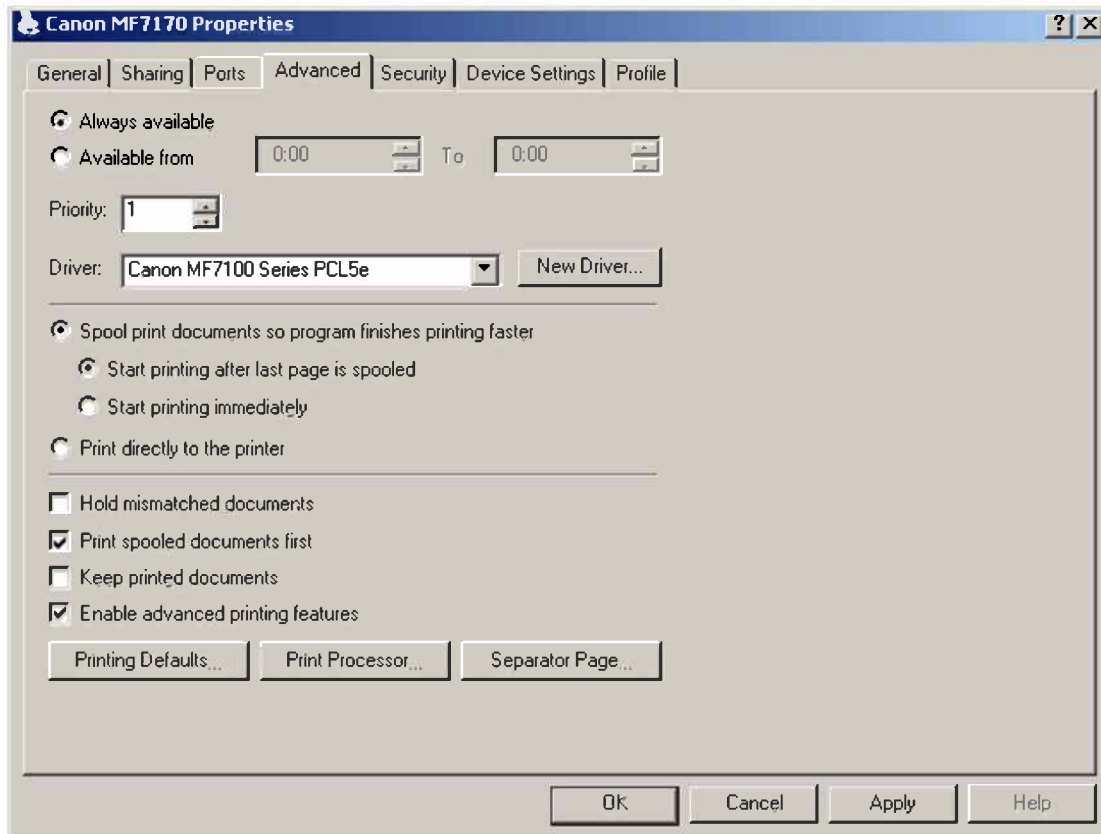 Canon MF7170 Properties
General Sharing Ports Advanced Security Device Settings Profile
Always available
Available from 0:00 To 0:00
Priority: 1
Driver: Canon MF7100 Series PCL5e New Driver...
Spool print documents so program finishes printing faster
Start printing after last page is spooled
Start printing immediately
Print directly to the printer
Hold mismatched documents
Print spooled documents first
Keep printed documents
Enable advanced printing features
Printing Defaults... Print Processor... Separator Page...
OK Cancel Apply Help